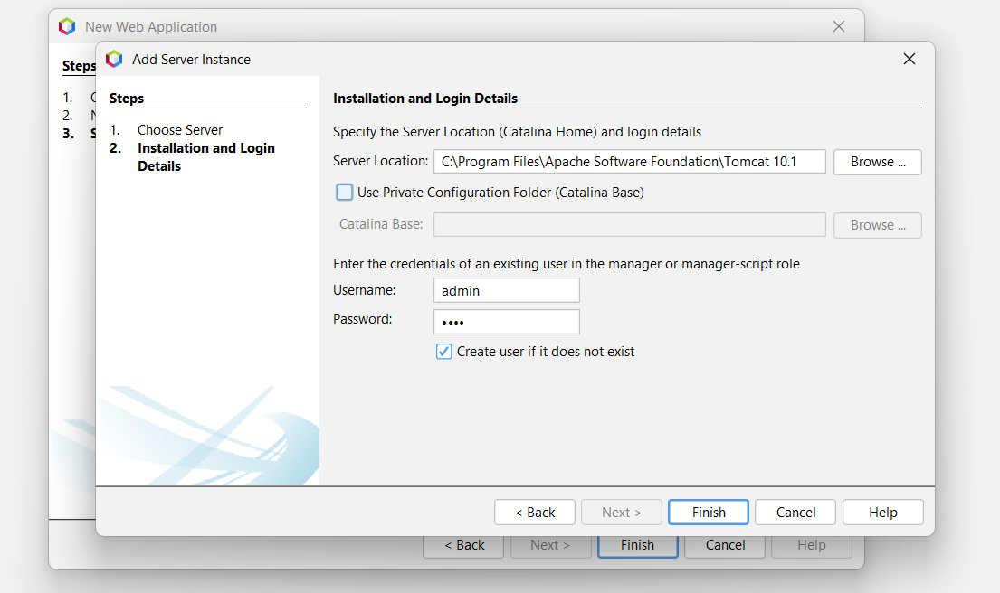 New Web Application
Steps
1.
2.
3.
Add Server Instance
Steps
1. Choose Server
2. Installation and Login
Details
Installation and Login Details
Specify the Server Location (Catalina Home) and login details
Server Location: C:\Program Files\Apache Software Foundation\Tomcat 10.1 Browse ...
Use Private Configuration Folder (Catalina Base)
Catalina Base: Browse ...
Enter the credentials of an existing user in the manager or manager-script role
Username: admin
Password: ••••
Create user if it does not exist
< Back Next > Finish Cancel Help
< Back Next > Finish Cancel Help